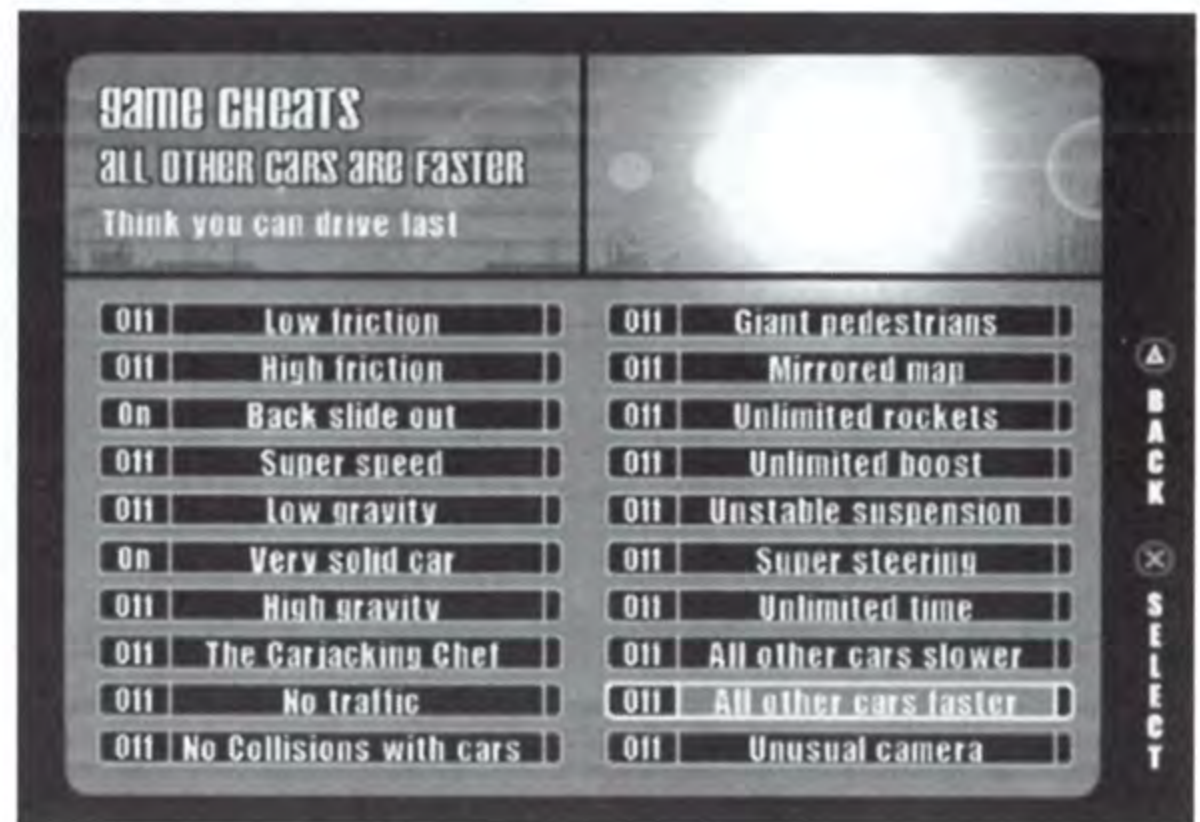 game CHeaTS
aLL OTHER CaRS aRe FaSTeR
Think you can drive fast
Off Low friction
Off High friction
On Back slide out
Off Super speed
Off Low gravity
On Very solid car
Off High gravity
Off The Carjacking Chef
Off No traffic
Off No Collisions with cars
Off Giant pedestrians
Off Mirrored map
Off Unlimited rockets
Off Unlimited boost
Off Unstable suspension
Off Super steering
Off Unlimited time
Off All other cars slower
Off All other cars faster
Off Unusual camera
BACK
SELECT